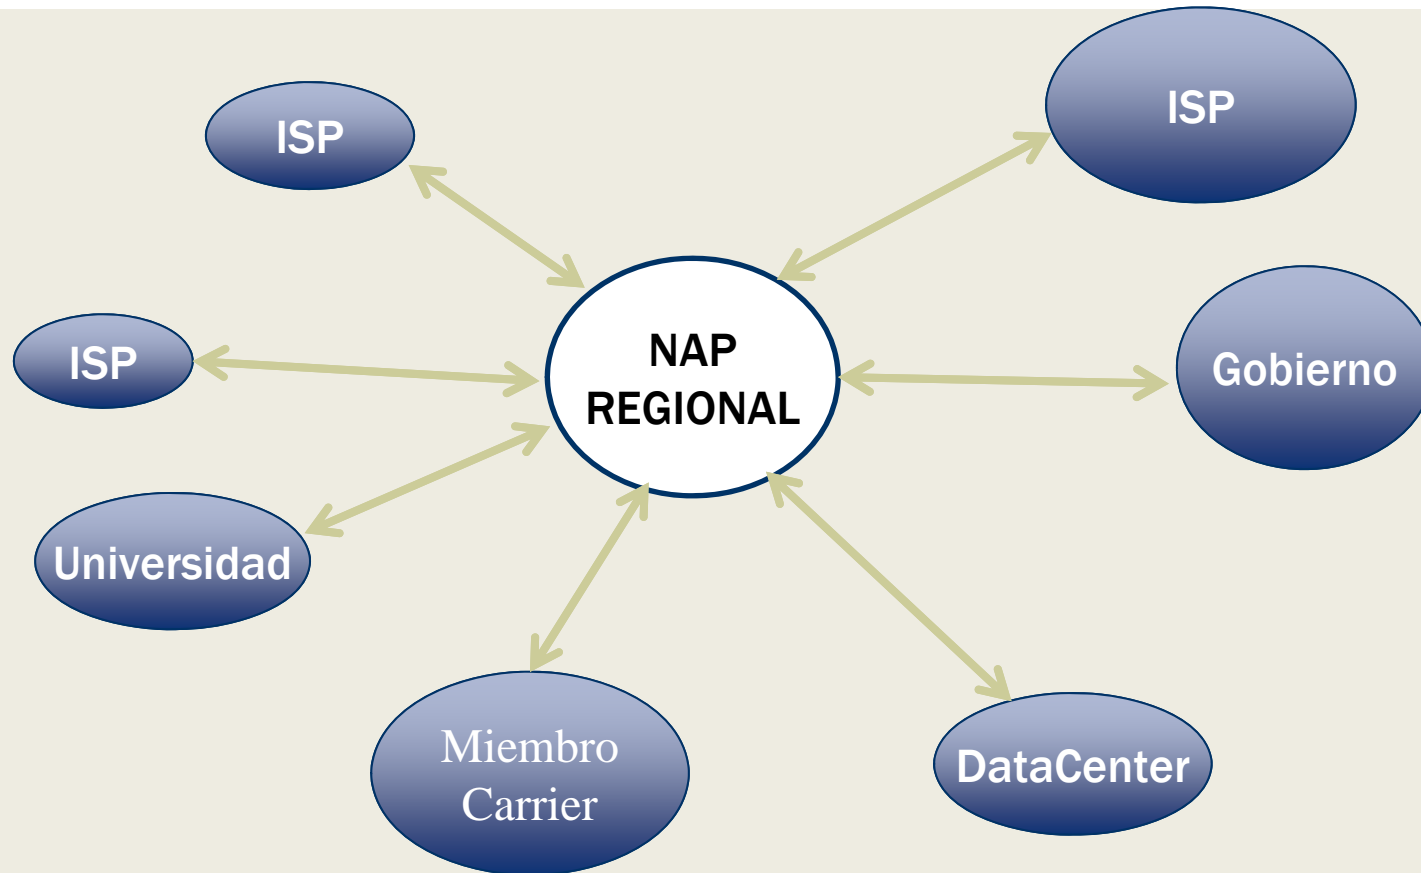 ISP
ISP
NAP
REGIONAL
ISP
Gobierno
Universidad
Miembro
Carrier
DataCenter